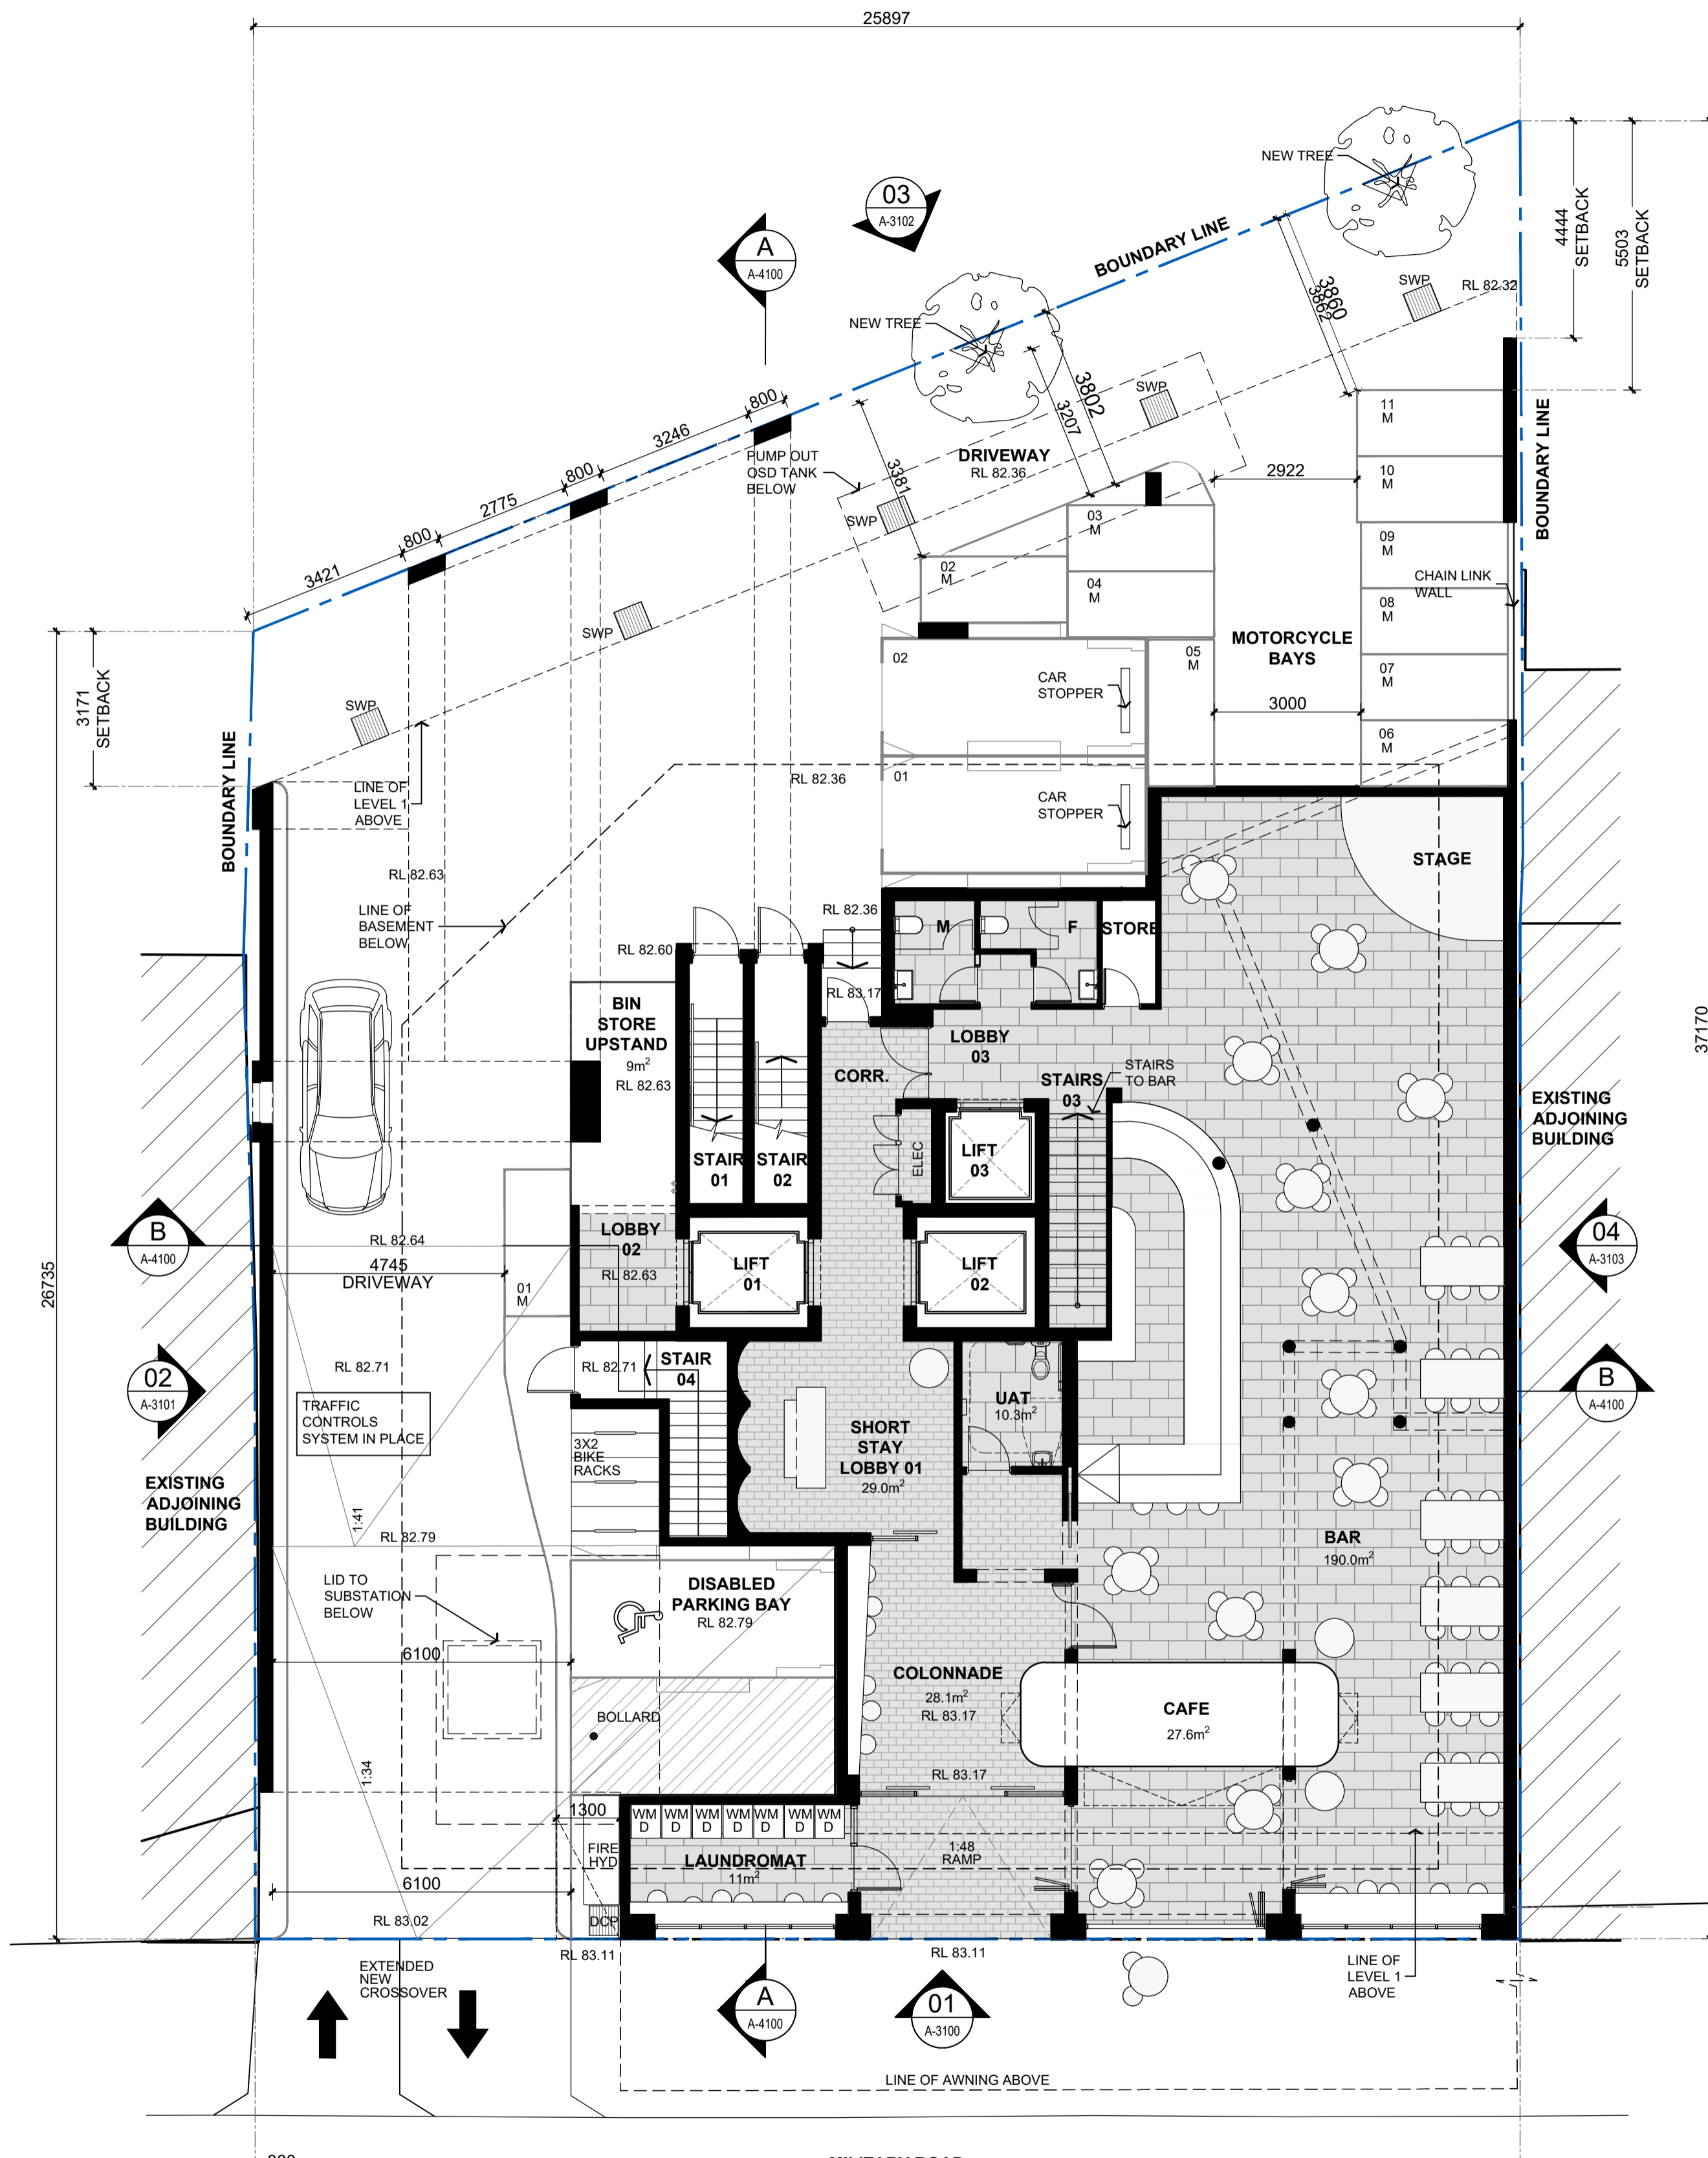 25897
NEW TREE
03
A-3102
4444
SETBACK
5503
SETBACK
A
A-4100
BOUNDARY LINE
SWP
RL 82.32
3860
3862
NEW TREE
SWP
800
3246
3802
3207
11
M
BOUNDARY LINE
PUMP OUT
OSD TANK
BELOW
DRIVEWAY
RL 82.36
10
M
2922
800
3381
2775
SWP
03
M
09
M
800
CHAIN LINK
WALL
3421
02
M
04
M
08
M
SWP
MOTORCYCLE
BAYS
02
05
M
07
M
3171
SETBACK
CAR
STOPPER
SWP
3000
06
M
BOUNDARY LINE
01
RL 82.36
LINE OF
LEVEL 1
ABOVE
CAR
STOPPER
STAGE
RL 82.63
LINE OF
BASEMENT
BELOW
RL 82.36
M
F
STORE
RL 82.60
RL 83.17
BIN
STORE
UPSTAND
9m²
RL 82.63
LOBBY
03
37170
CORR.
STAIRS
03
STAIRS
TO BAR
EXISTING
ADJOINING
BUILDING
STAIR
01
STAIR
02
ELEC
LIFT
03
B
A-4100
LOBBY
02
RL 82.63
RL 82.64
4745
DRIVEWAY
LIFT
01
LIFT
02
04
A-3103
26735
01
M
RL 82.71
RL 82.71
STAIR
04
02
A-3101
TRAFFIC
CONTROLS
SYSTEM IN PLACE
UAT
10.3m²
B
A-4100
3X2
BIKE
RACKS
SHORT
STAY
LOBBY 01
29.0m²
EXISTING
ADJOINING
BUILDING
1:41
RL 82.79
BAR
190.0m²
LID TO
SUBSTATION
BELOW
DISABLED
PARKING BAY
RL 82.79
6100
COLONNADE
28.1m²
RL 83.17
CAFE
27.6m²
BOLLARD
1:34
RL 83.17
1300
WM
D
WM
D
WM
D
WM
D
WM
D
WM
D
WM
D
FIRE
HYD
LAUNDROMAT
11m²
1:48
RAMP
6100
RL 83.02
DCP
RL 83.11
RL 83.11
EXTENDED
NEW
CROSSOVER
LINE OF
LEVEL 1
ABOVE
A
A-4100
01
A-3100
LINE OF AWNING ABOVE